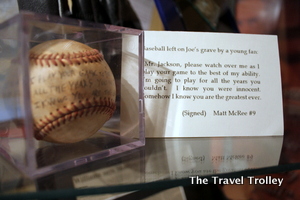 aseball left on Joe's grave by a young fan:
Mr. Jackson, please watch over me as I
lay your game to the best of my ability.
m going to play for all the years you
ouldn't. I know you were innocent.
omehow I know you are the greatest ever.
(Signed) Matt McRee #9
The Travel Trolley